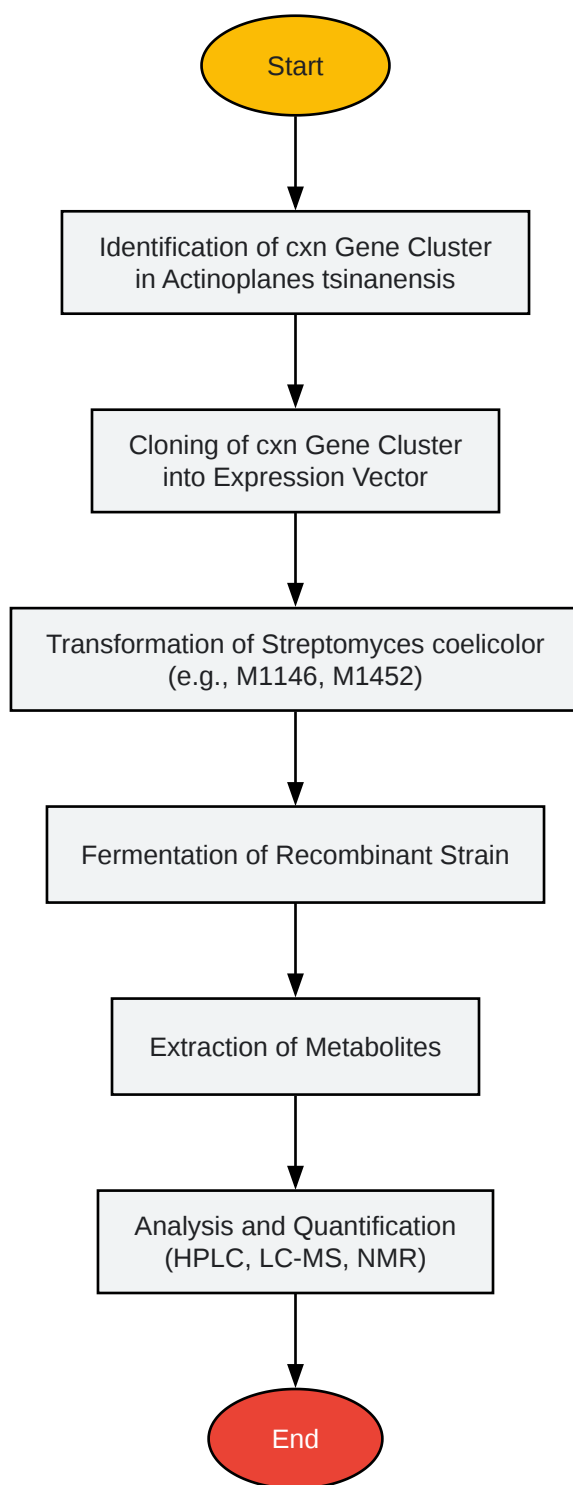 Start
Identification of cxn Gene Cluster
in Actinoplanes tsinanensis
Cloning of cxn Gene Cluster
into Expression Vector
Transformation of Streptomyces coelicolor
(e.g., M1146, M1452)
Fermentation of Recombinant Strain
Extraction of Metabolites
Analysis and Quantification
(HPLC, LC-MS, NMR)
End